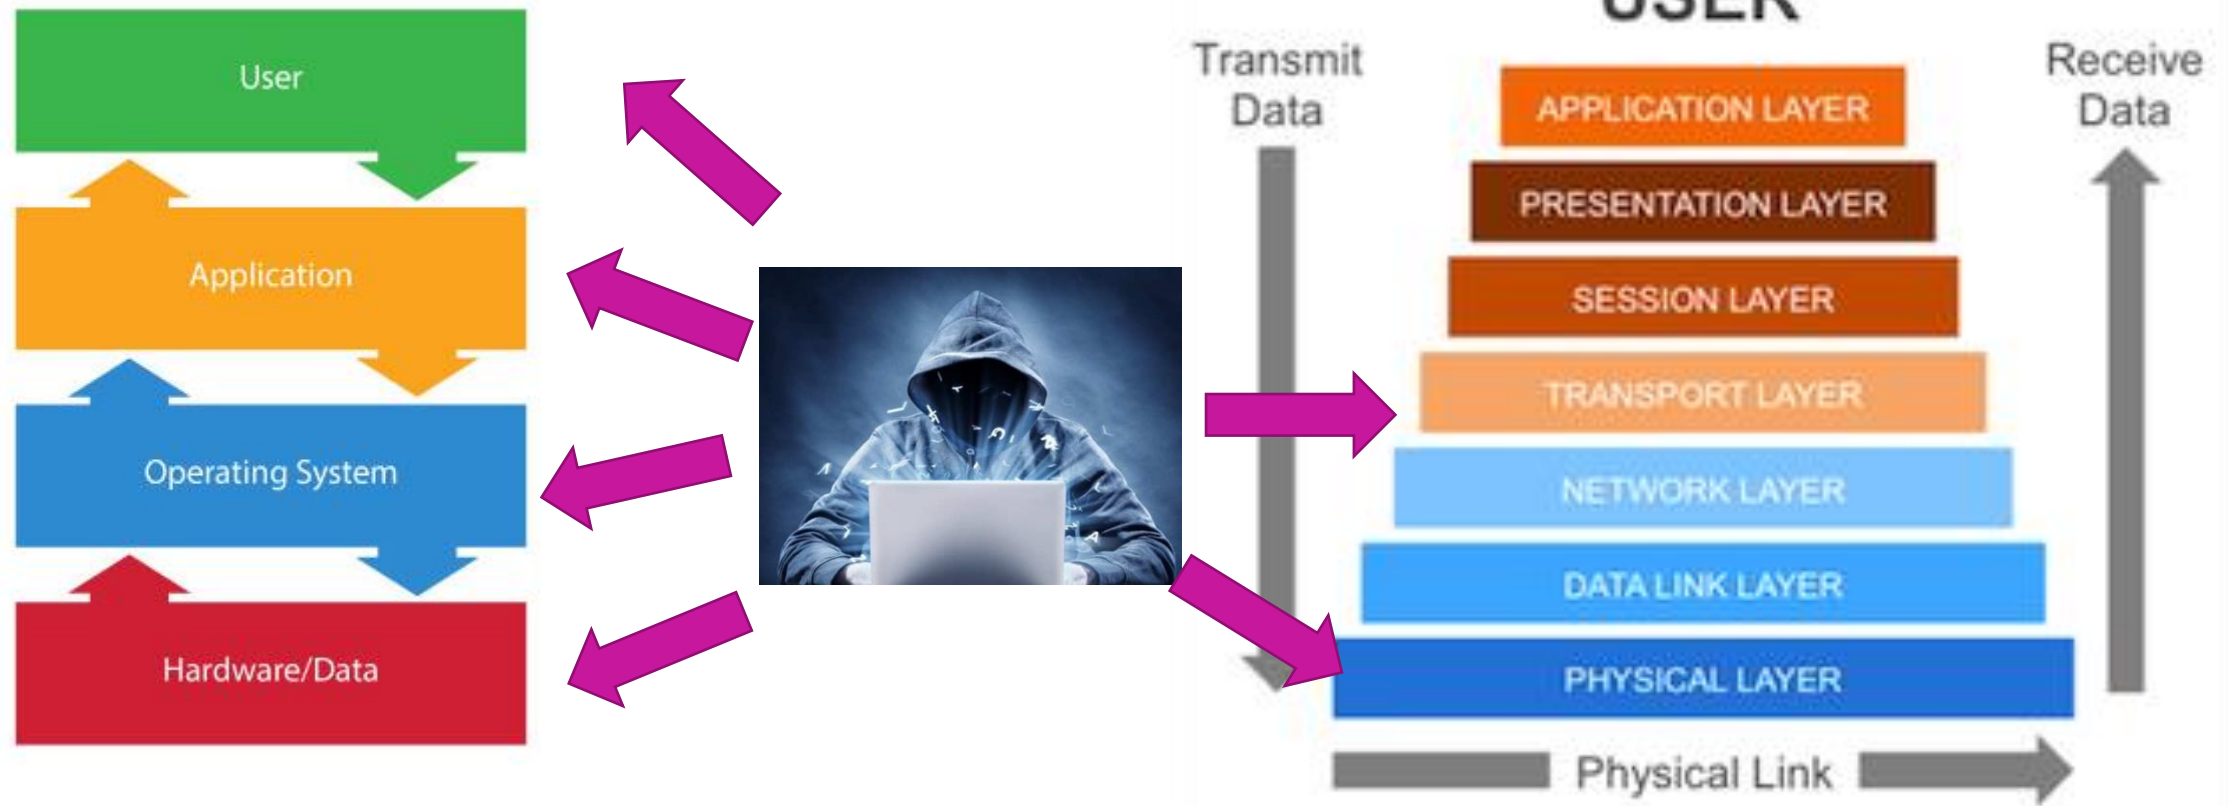 User
Application
Operating System
Hardware/Data
USER
Transmit
Data
Receive
Data
APPLICATION LAYER
PRESENTATION LAYER
SESSION LAYER
TRANSPORT LAYER
NETWORK LAYER
DATA LINK LAYER
PHYSICAL LAYER
Physical Link